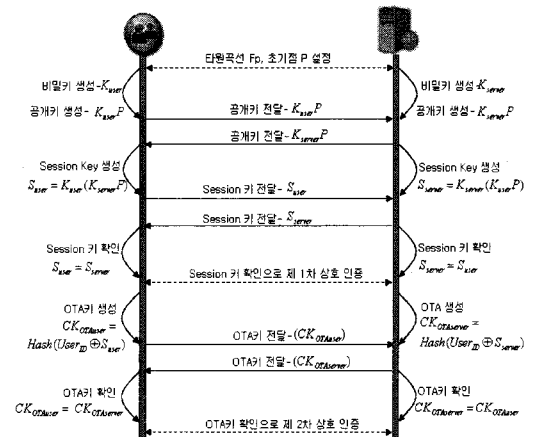 타원곡선 Fp, 초기점 P 설정
비밀키 생성-K_user
비밀키 생성-K_server
공개키 생성- K_user P
공개키 전달- K_user P
공개키 생성-K_server P
공개키 전달- K_server P
Session Key 생성
S_user = K_user (K_server P)
Session Key 생성
S_server = K_server (K_user P)
Session 키 전달- S_user
Session 키 전달- S_server
Session 키 확인
S_user = S_server
Session 키 확인
S_server = S_user
Session 키 확인으로 제 1차 상호 인증
OTA키 생성
CK_OTAuser =
Hash(User_ID ⊕ S_user)
OTA 생성
CK_OTAserver =
Hash(User_ID ⊕ S_server)
OTA키 전달-(CK_OTAuser)
OTA키 전달-(CK_OTAserver)
OTA키 확인
CK_OTAuser = CK_OTAserver
OTA키 확인
CK_OTAserver = CK_OTAuser
OTA키 확인으로 제 2차 상호 인증